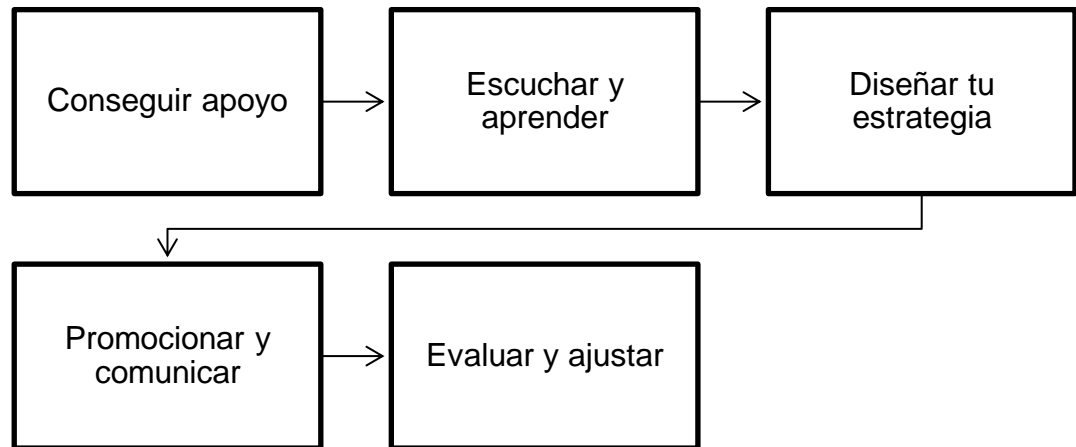 Conseguir apoyo
Escuchar y
aprender
Diseñar tu
estrategia
Promocionar y
comunicar
Evaluar y ajustar